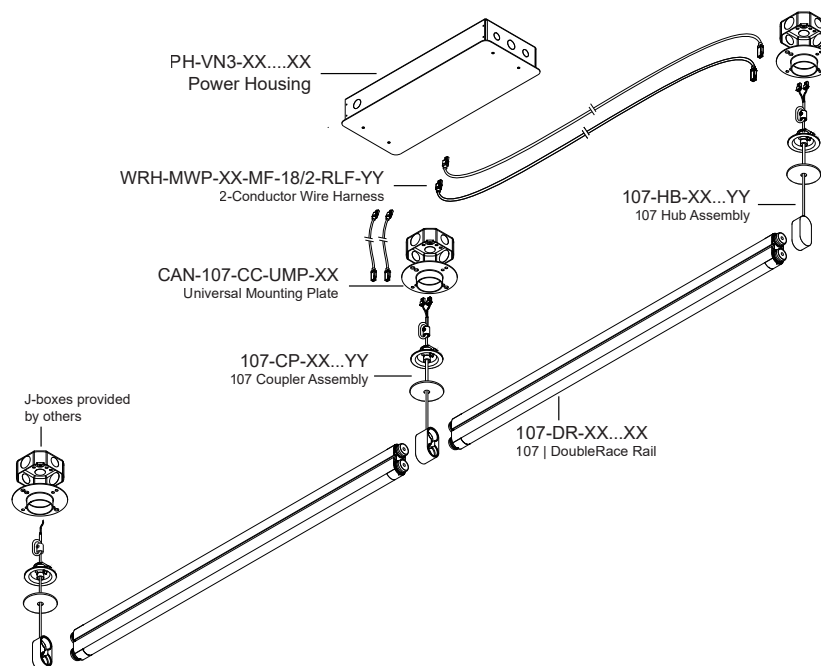 PH-VN3-XX....XX
Power Housing
WRH-MWP-XX-MF-18/2-RLF-YY
2-Conductor Wire Harness
107-HB-XX...YY
107 Hub Assembly
CAN-107-CC-UMP-XX
Universal Mounting Plate
107-CP-XX...YY
107 Coupler Assembly
J-boxes provided
by others
107-DR-XX...XX
107 | DoubleRace Rail